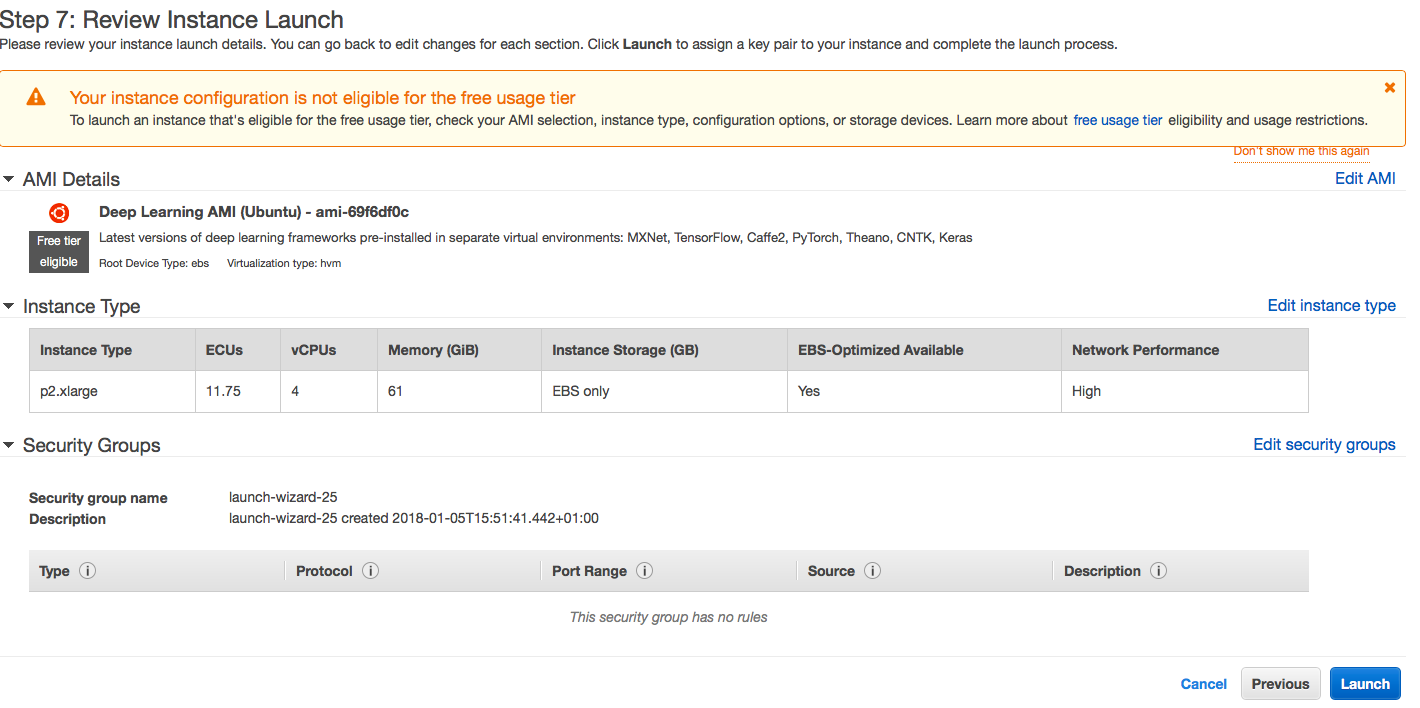 Step 7: Review Instance Launch
Please review your instance launch details. You can go back to edit changes for each section. Click Launch to assign a key pair to your instance and complete the launch process.
Your instance configuration is not eligible for the free usage tier
To launch an instance that's eligible for the free usage tier, check your AMI selection, instance type, configuration options, or storage devices. Learn more about free usage tier eligibility and usage restrictions.
Don't show me this again
AMI Details
Edit AMI
Deep Learning AMI (Ubuntu) - ami-69f6df0c
Free tier
eligible
Latest versions of deep learning frameworks pre-installed in separate virtual environments: MXNet, TensorFlow, Caffe2, PyTorch, Theano, CNTK, Keras
Root Device Type: ebs Virtualization type: hvm
Instance Type
Edit instance type
Instance Type ECUs vCPUs Memory (GiB) Instance Storage (GB) EBS-Optimized Available Network Performance
p2.xlarge 11.75 4 61 EBS only Yes High
Security Groups
Edit security groups
Security group name launch-wizard-25
Description launch-wizard-25 created 2018-01-05T15:51:41.442+01:00
Type i Protocol i Port Range i Source i Description i
This security group has no rules
Cancel Previous Launch